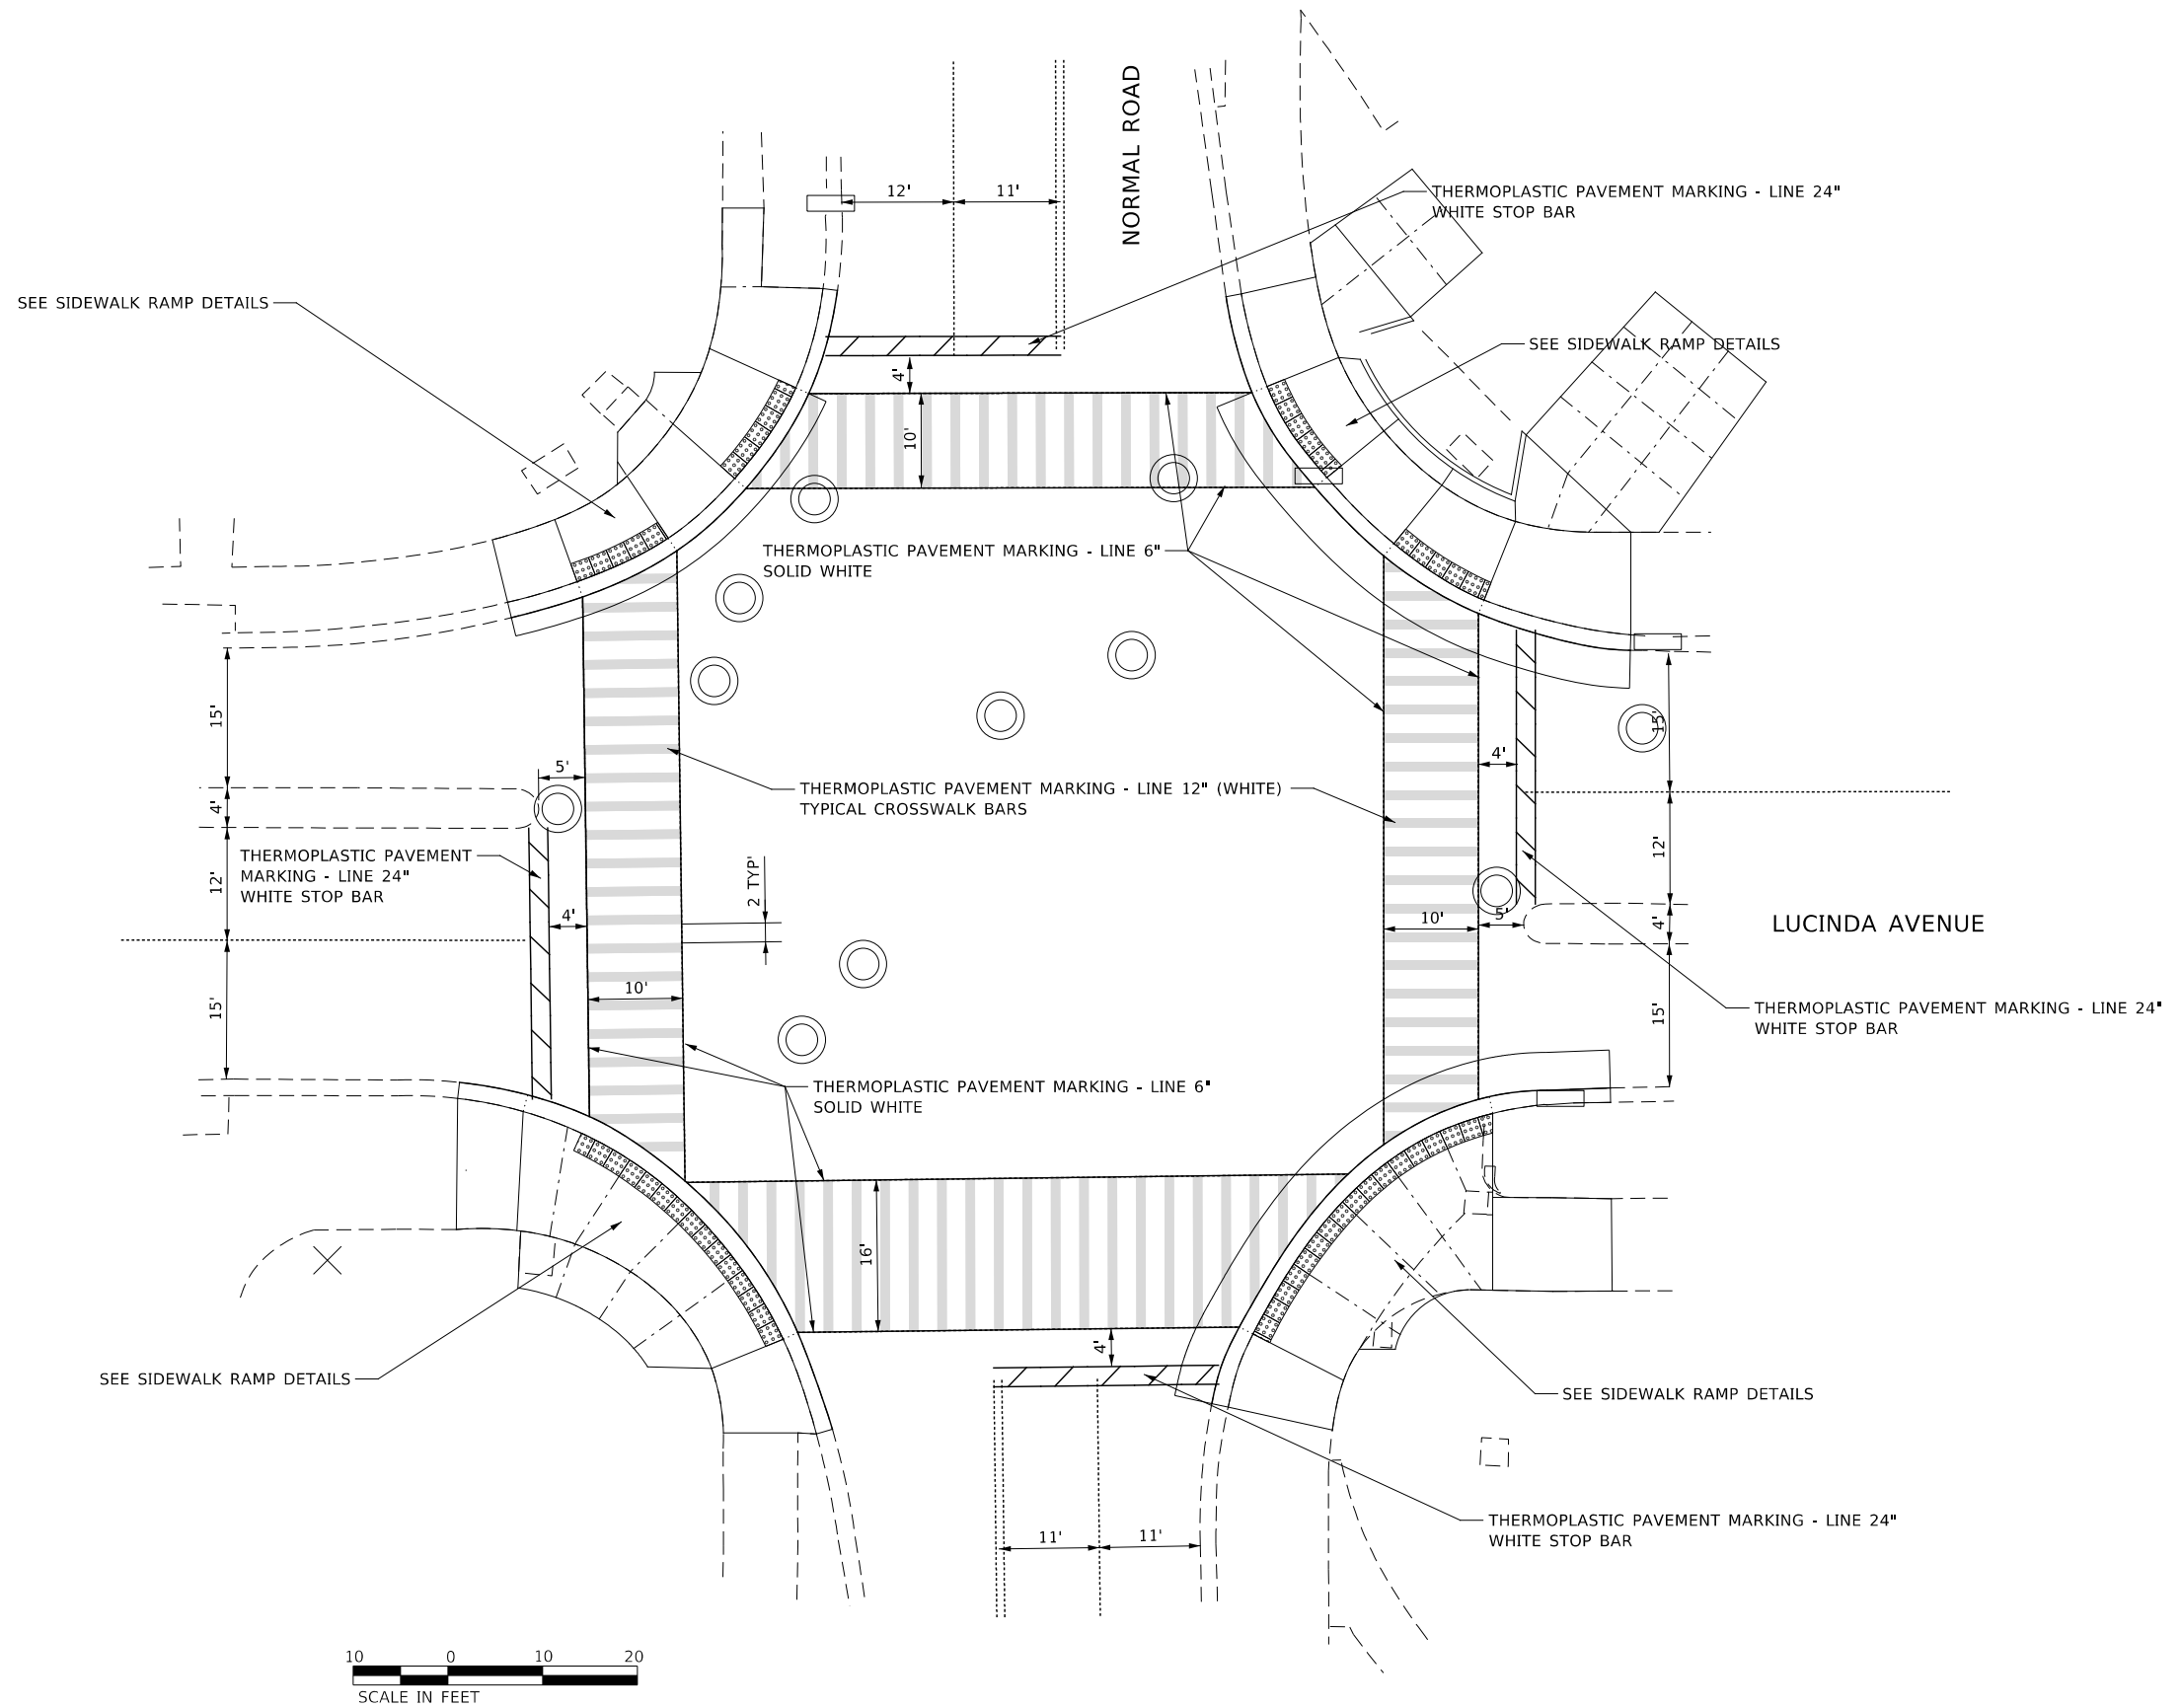 NORMAL ROAD
12'
11'
THERMOPLASTIC PAVEMENT MARKING - LINE 24"
WHITE STOP BAR
SEE SIDEWALK RAMP DETAILS
SEE SIDEWALK RAMP DETAILS
4'
10'
THERMOPLASTIC PAVEMENT MARKING - LINE 6"
SOLID WHITE
15'
15'
5'
4'
4'
THERMOPLASTIC PAVEMENT MARKING - LINE 12" (WHITE)
TYPICAL CROSSWALK BARS
THERMOPLASTIC PAVEMENT
MARKING - LINE 24"
WHITE STOP BAR
12'
12'
2 TYP'
4'
10'
5'
4'
LUCINDA AVENUE
15'
10'
15'
THERMOPLASTIC PAVEMENT MARKING - LINE 24"
WHITE STOP BAR
THERMOPLASTIC PAVEMENT MARKING - LINE 6"
SOLID WHITE
16'
4'
SEE SIDEWALK RAMP DETAILS
SEE SIDEWALK RAMP DETAILS
THERMOPLASTIC PAVEMENT MARKING - LINE 24"
WHITE STOP BAR
11'
11'
10 0 10 20
SCALE IN FEET